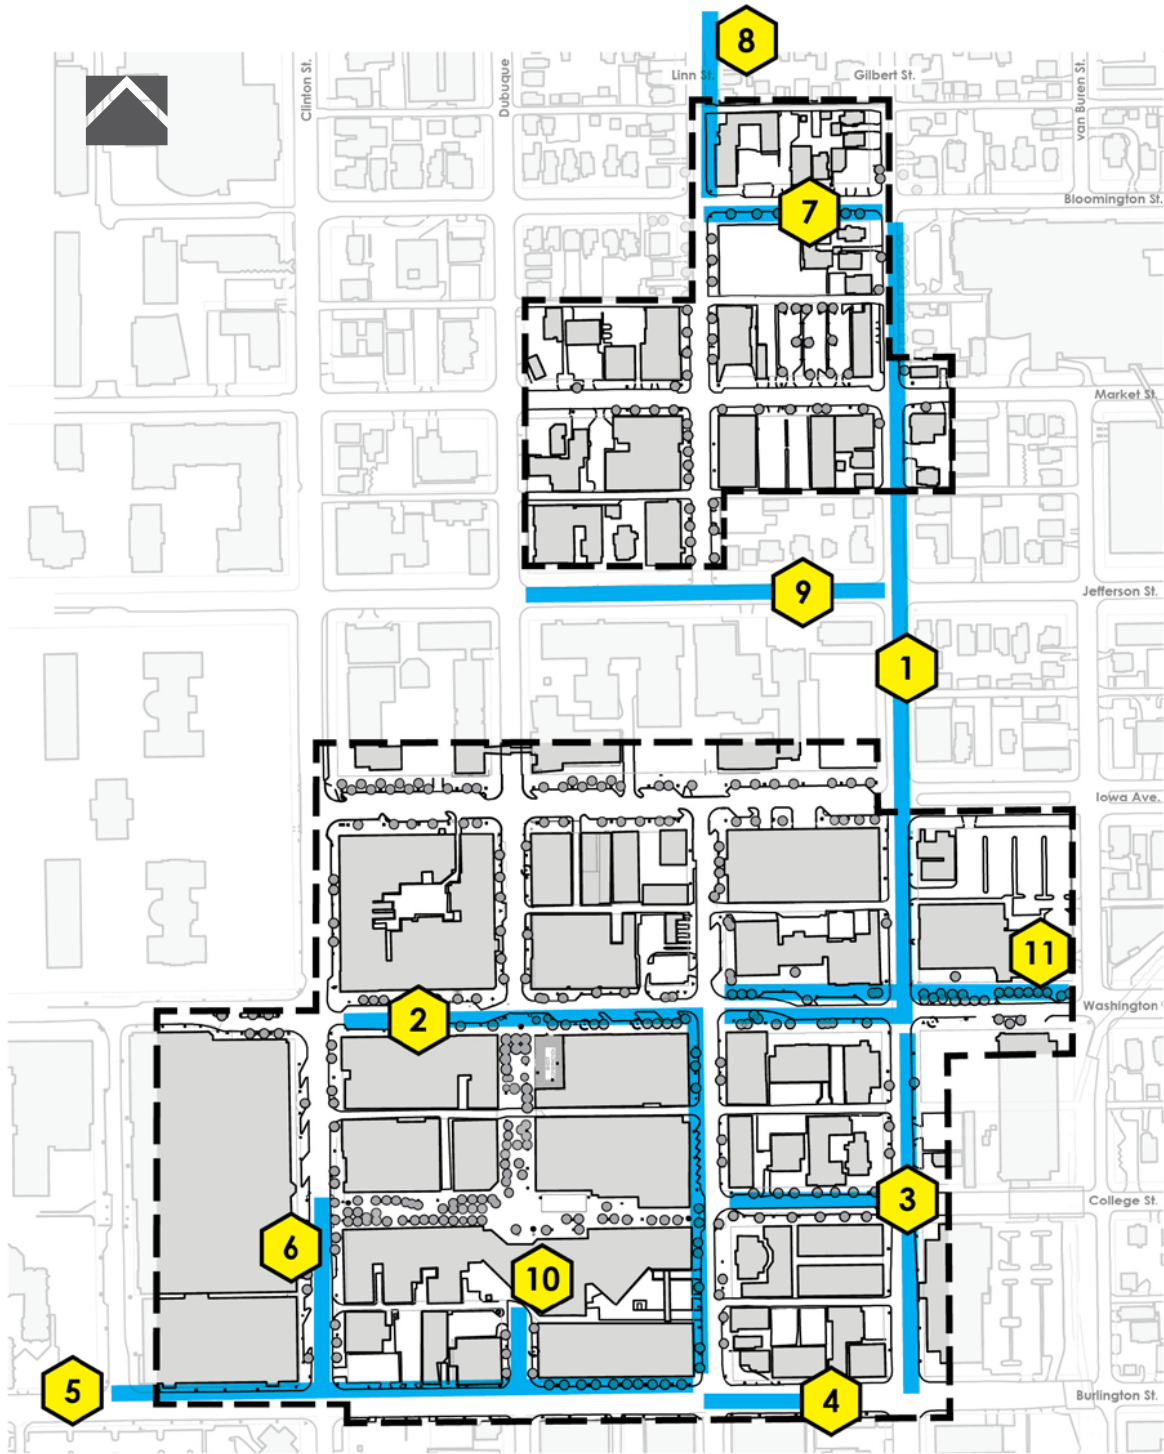 8
Linn St.
Gilbert St.
Clinton St.
Dubuque
van Buren St.
Bloomington St.
7
Market St.
9
Jefferson St.
1
Iowa Ave.
11
Washington
2
3
College St.
6
10
5
4
Burlington St.